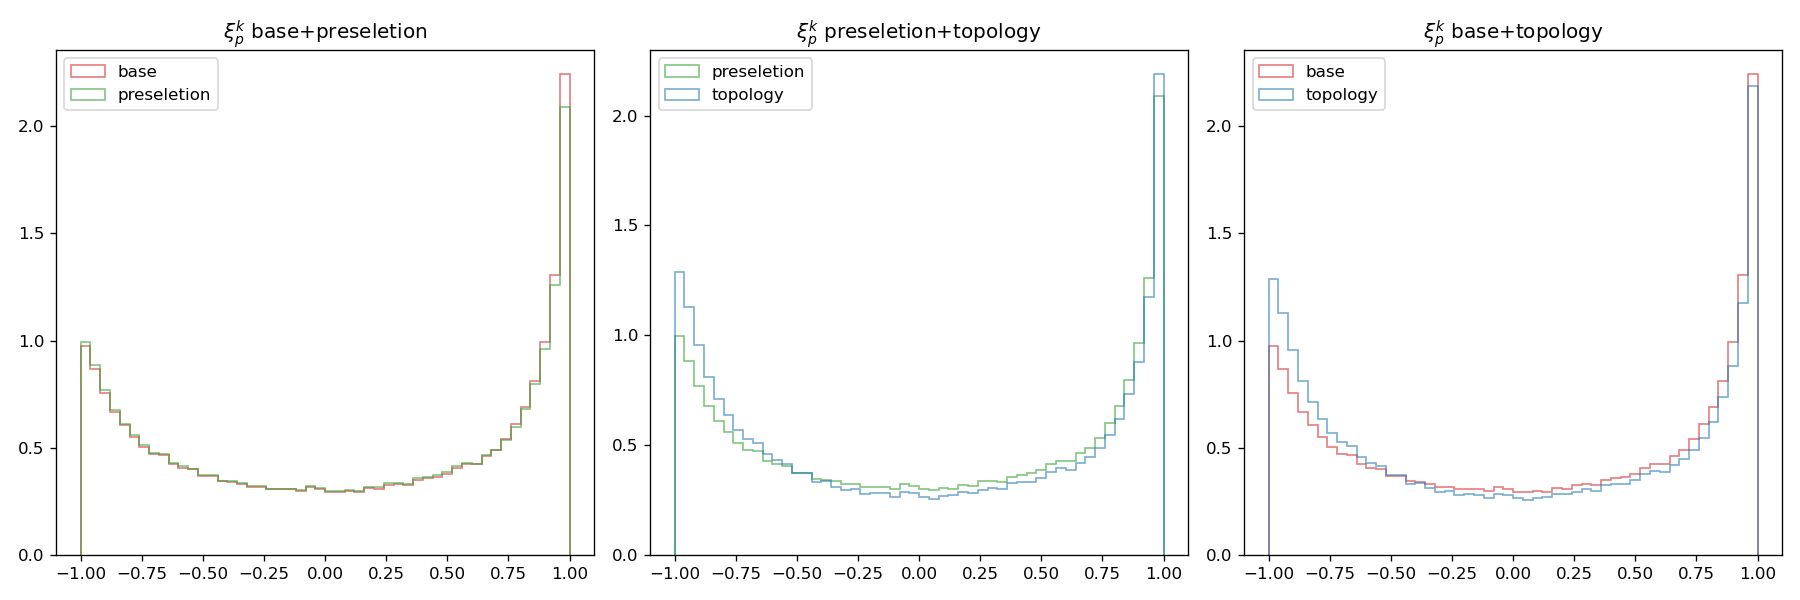 ξ_p^k base+preseletion
base
preseletion
2.0
1.5
1.0
0.5
0.0
−1.00 −0.75 −0.50 −0.25 0.00 0.25 0.50 0.75 1.00
ξ_p^k preseletion+topology
preseletion
topology
2.0
1.5
1.0
0.5
0.0
−1.00 −0.75 −0.50 −0.25 0.00 0.25 0.50 0.75 1.00
ξ_p^k base+topology
base
topology
2.0
1.5
1.0
0.5
0.0
−1.00 −0.75 −0.50 −0.25 0.00 0.25 0.50 0.75 1.00